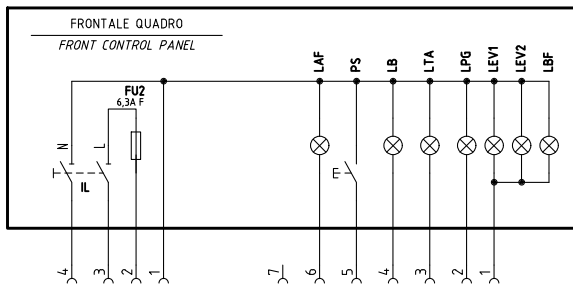 FRONTALE QUADRO
FRONT CONTROL PANEL
LAF
PS
LB
LTA
LPG
LEV1
LEV2
LBF
FU2
6,3A F
N
L
IL
4
3
2
1
7
6
5
4
3
2
1